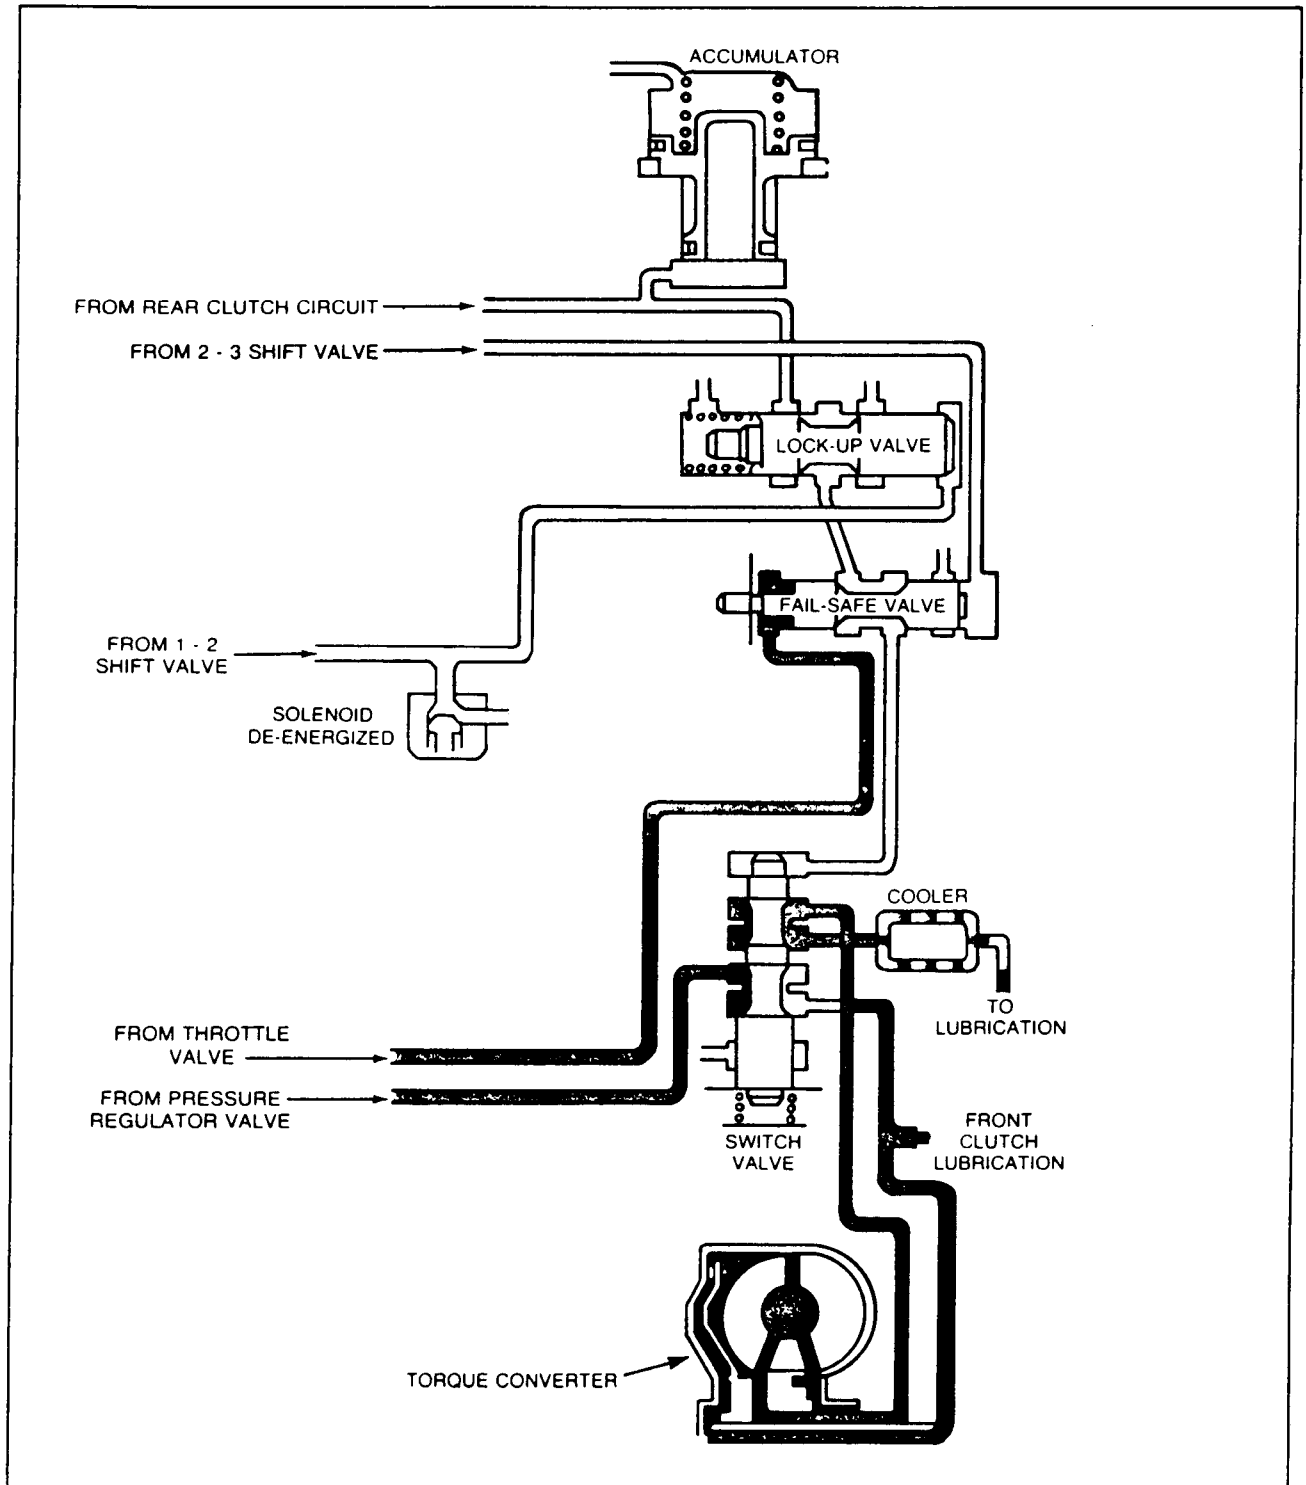 ACCUMULATOR
FROM REAR CLUTCH CIRCUIT
FROM 2 - 3 SHIFT VALVE
LOCK-UP VALVE
FAIL-SAFE VALVE
FROM 1 - 2
SHIFT VALVE
SOLENOID
DE-ENERGIZED
COOLER
TO
LUBRICATION
FROM THROTTLE
VALVE
FROM PRESSURE
REGULATOR VALVE
SWITCH
VALVE
FRONT
CLUTCH
LUBRICATION
TORQUE CONVERTER